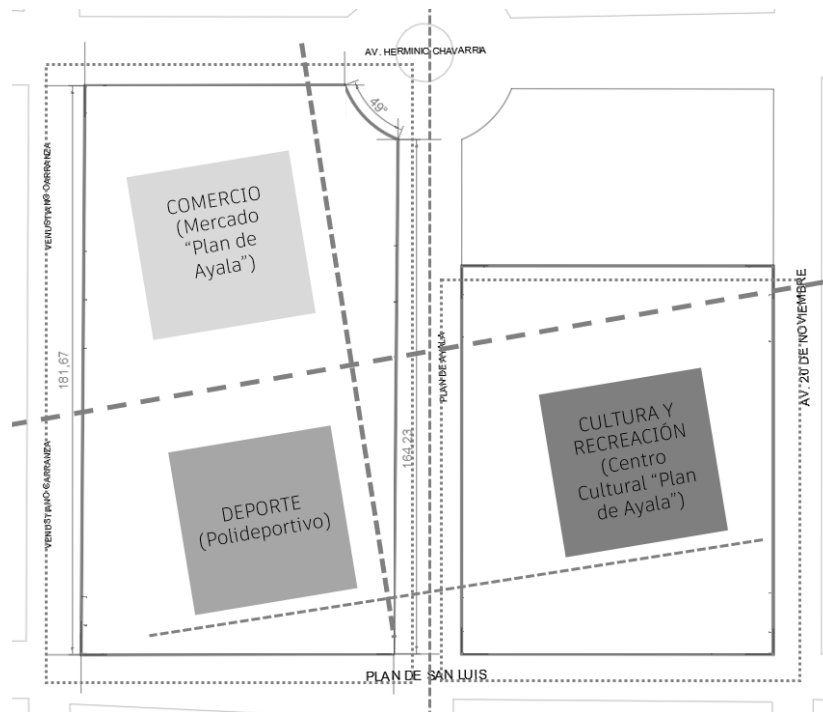 AV. HERMINIO CHAVARRIA
49°
VENUSTIANO CARRANZA
COMERCIO
(Mercado
“Plan de
Ayala”)
181,67
PLAN DE AYALA
AV. 20 DE NOVIEMBRE
164,23
VENUSTIANO CARRANZA
DEPORTE
(Polideportivo)
CULTURA Y
RECREACIÓN
(Centro
Cultural “Plan
de Ayala”)
PLAN DE SAN LUIS